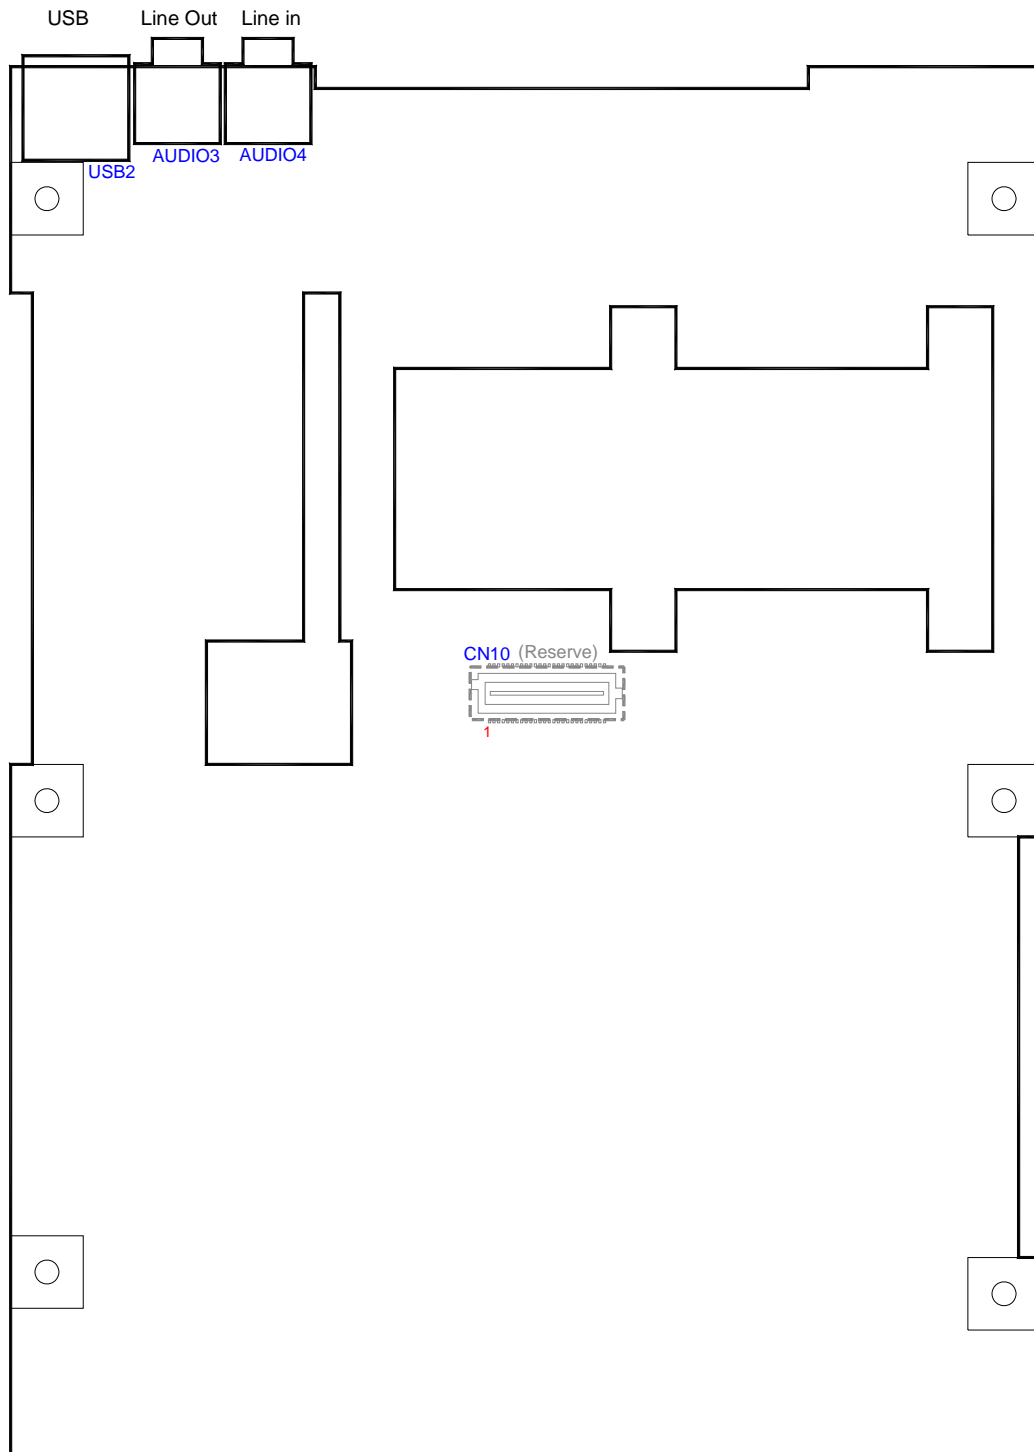 USB Line Out Line in
AUDIO3 AUDIO4
USB2
CN10 (Reserve)
1